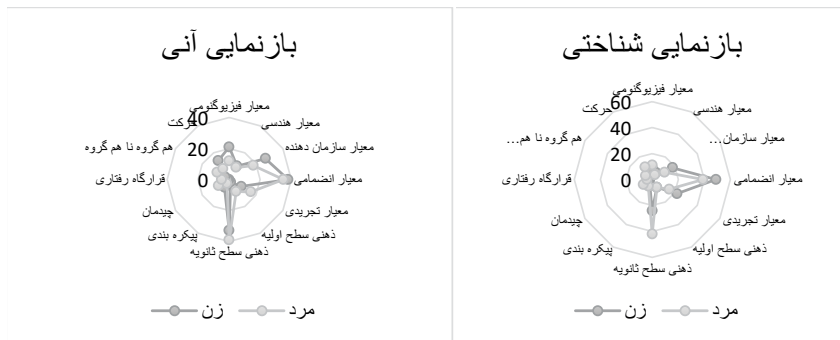 بازنمایی شناختی
معیار فیزیوگنومی
معیار هندسی
معیار سازمان...
معیار انضمامی
معیار تجریدی
ذهنی سطح اولیه
ذهنی سطح ثانویه
پیکره بندی
چیدمان
قرارگاه رفتاری
هم گروه نا هم...
حرکت
60
40
20
0
زن
مرد
بازنمایی آنی
معیار فیزیوگنومی
معیار هندسی
معیار سازمان دهنده
معیار انضمامی
معیار تجریدی
ذهنی سطح اولیه
ذهنی سطح ثانویه
پیکره بندی
چیدمان
قرارگاه رفتاری
هم گروه نا هم گروه
حرکت
40
20
0
زن
مرد